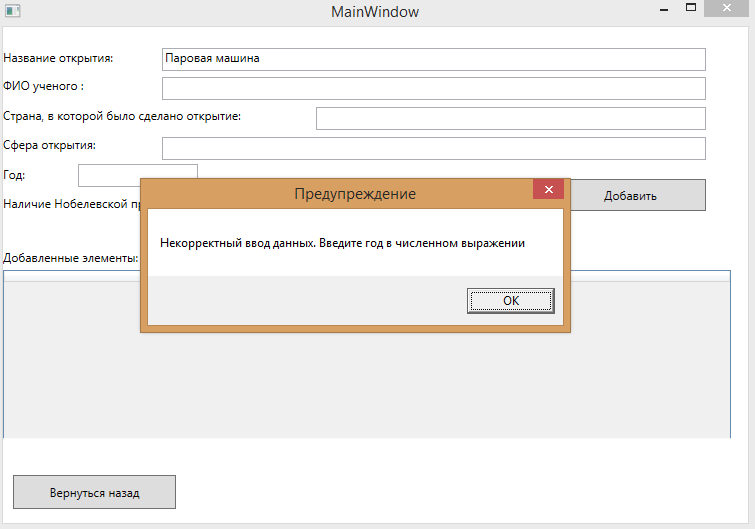 MainWindow
Название открытия:
Паровая машина
ФИО ученого :
Страна, в которой было сделано открытие:
Сфера открытия:
Год:
Предупреждение
Наличие Нобелевской
Добавить
Некорректный ввод данных. Введите год в численном выражении
Добавленные элементы:
OK
Вернуться назад